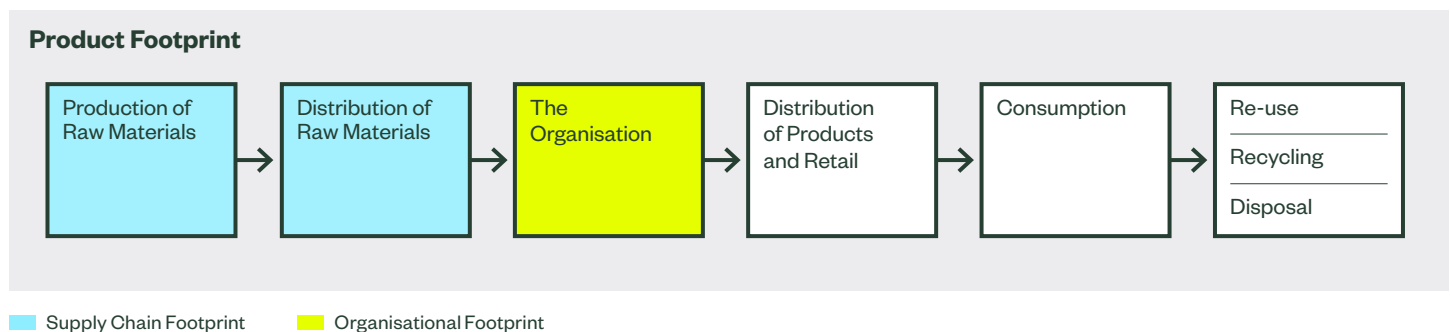 Product Footprint
Production of
Raw Materials
Distribution of
Raw Materials
The
Organisation
Distribution
of Products
and Retail
Consumption
Re-use
Recycling
Disposal
Supply Chain Footprint
Organisational Footprint